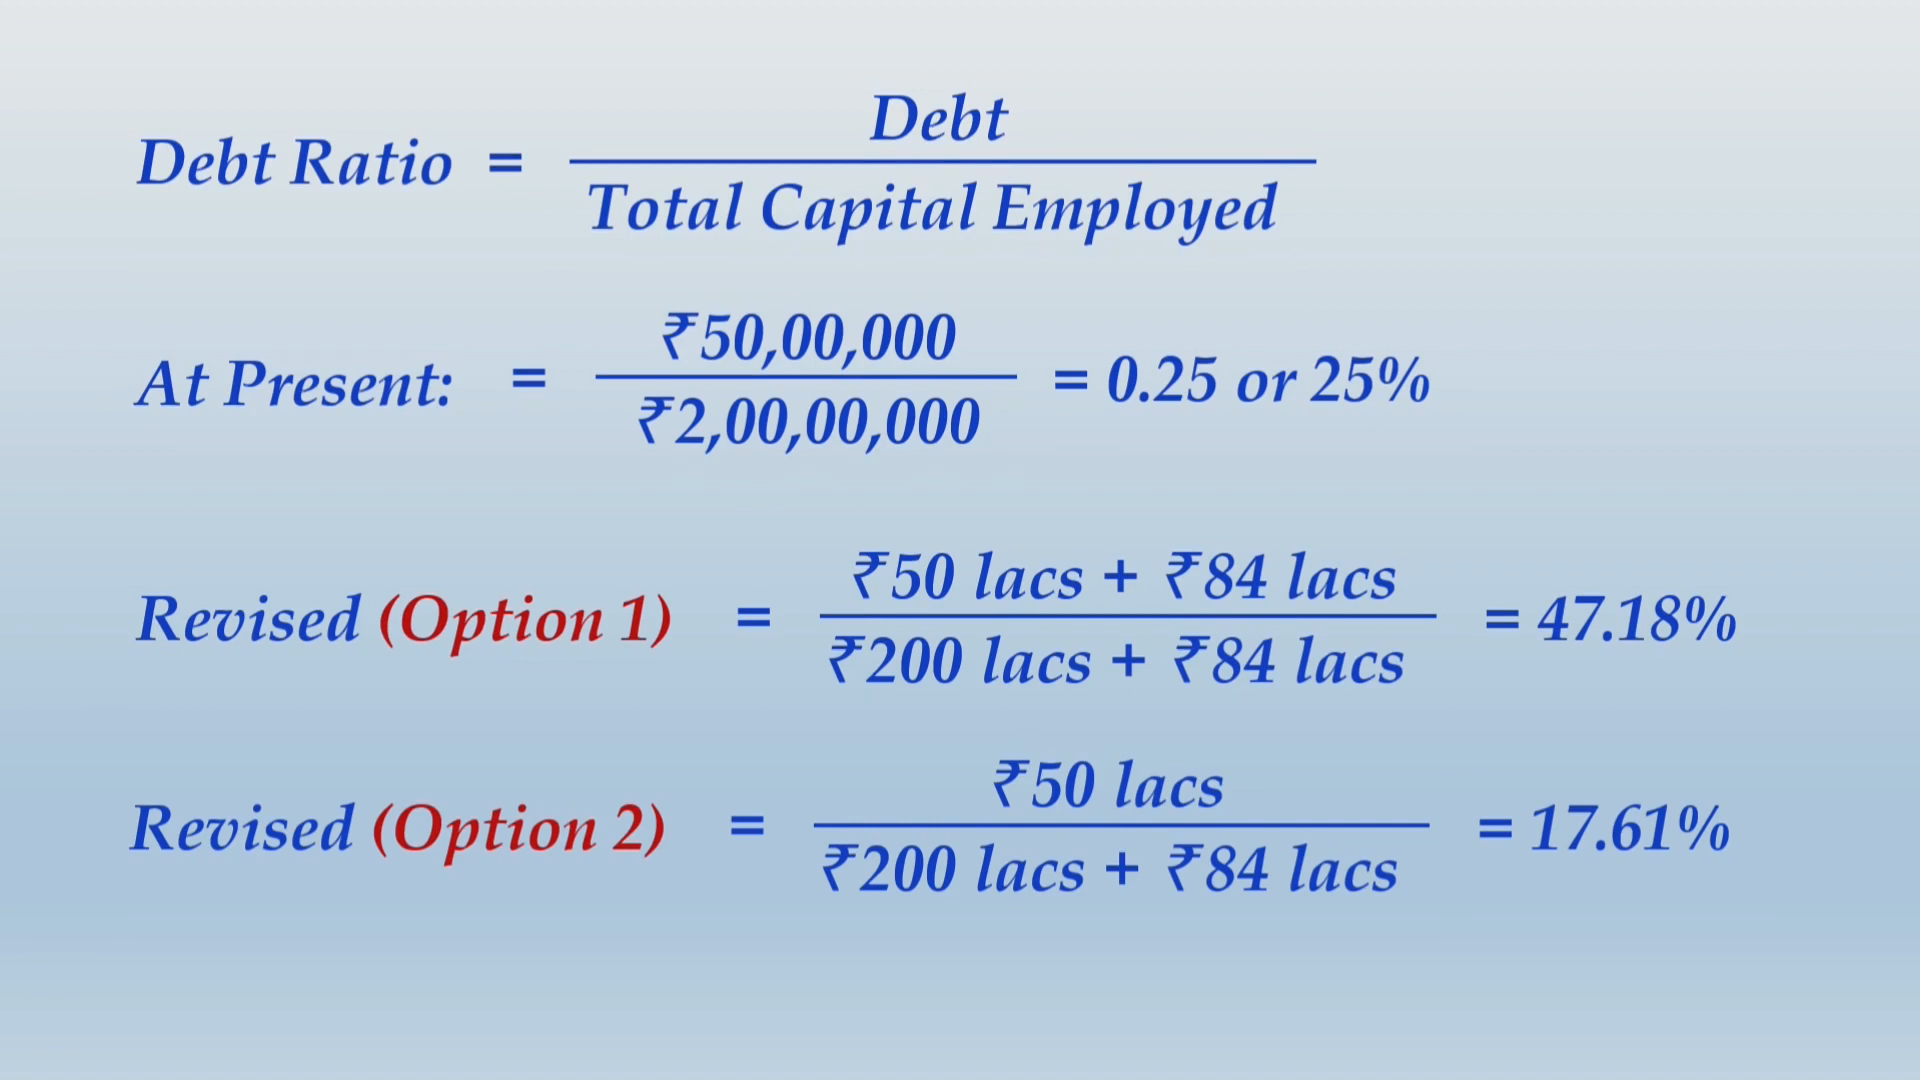 Debt Ratio = Debt
Total Capital Employed
At Present: = ₹50,00,000
₹2,00,00,000 = 0.25 or 25%
Revised (Option 1) = ₹50 lacs + ₹84 lacs
₹200 lacs + ₹84 lacs = 47.18%
Revised (Option 2) = ₹50 lacs
₹200 lacs + ₹84 lacs = 17.61%